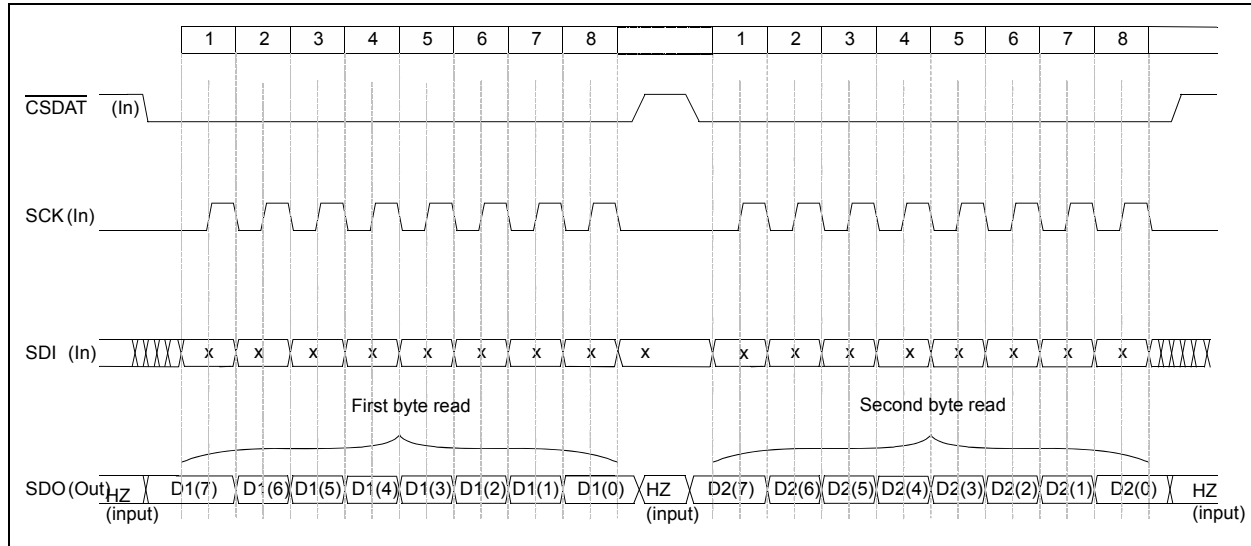 1 2 3 4 5 6 7 8 1 2 3 4 5 6 7 8
CSDAT (In)
SCK (In)
SDI (In) x x x x x x x x x x x x x x x x x
First byte read Second byte read
SDO (Out) HZ D1(7) D1(6) D1(5) D1(4) D1(3) D1(2) D1(1) D1(0) HZ D2(7) D2(6) D2(5) D2(4) D2(3) D2(2) D2(1) D2(0) HZ
(input) (input) (input)